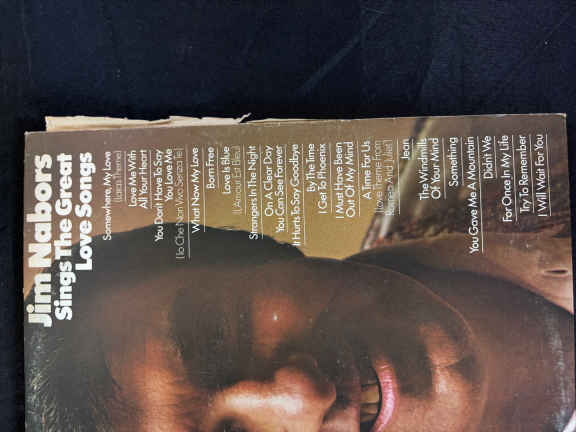 Jim Nabors
Sings The Great
Love Songs
Somewhere, My Love
(Lara's Theme)
Love Me With
All Your Heart
You Don't Have To Say
You Love Me
(Io Che Non Vivo Senza Te)
What Now My Love
Born Free
Love Is Blue
(L'Amour Est Bleu)
Strangers In The Night
On A Clear Day
You Can See Forever
It Hurts To Say Goodbye
By The Time
I Get To Phoenix
I Must Have Been
Out Of My Mind
A Time For Us
(Love Theme From
Romeo And Juliet)
Jean
The Windmills
Of Your Mind
Something
You Gave Me A Mountain
Didn't We
For Once In My Life
Try To Remember
I Will Wait For You